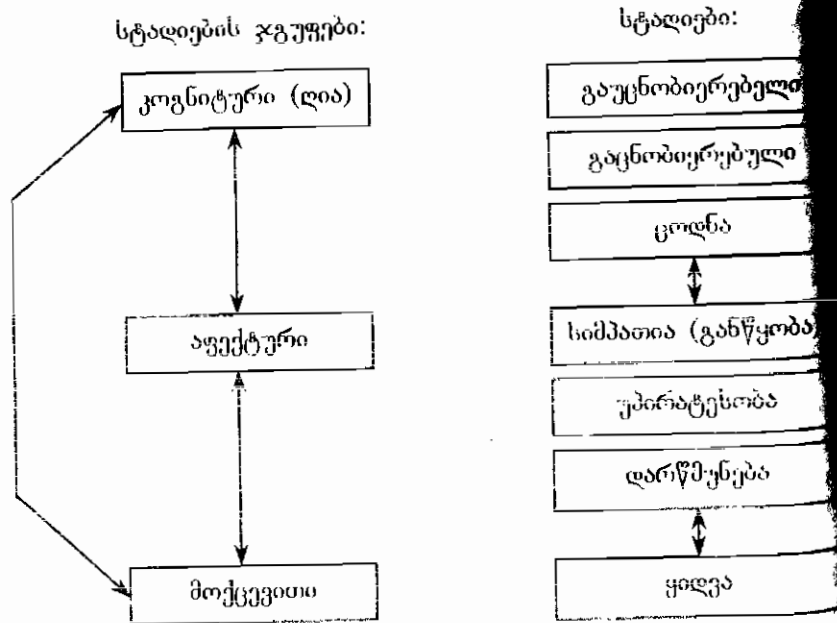 სტადიების ჯგუფები:
კოგნიტური (ღია)
აფექტური
მოქცევითი
სტადიები:
გაუცნობიერებელი
გაცნობიერებული
ცოდნა
სიმპათია (განწყობა)
უპირატესობა
დარწმუნება
ყიდვა